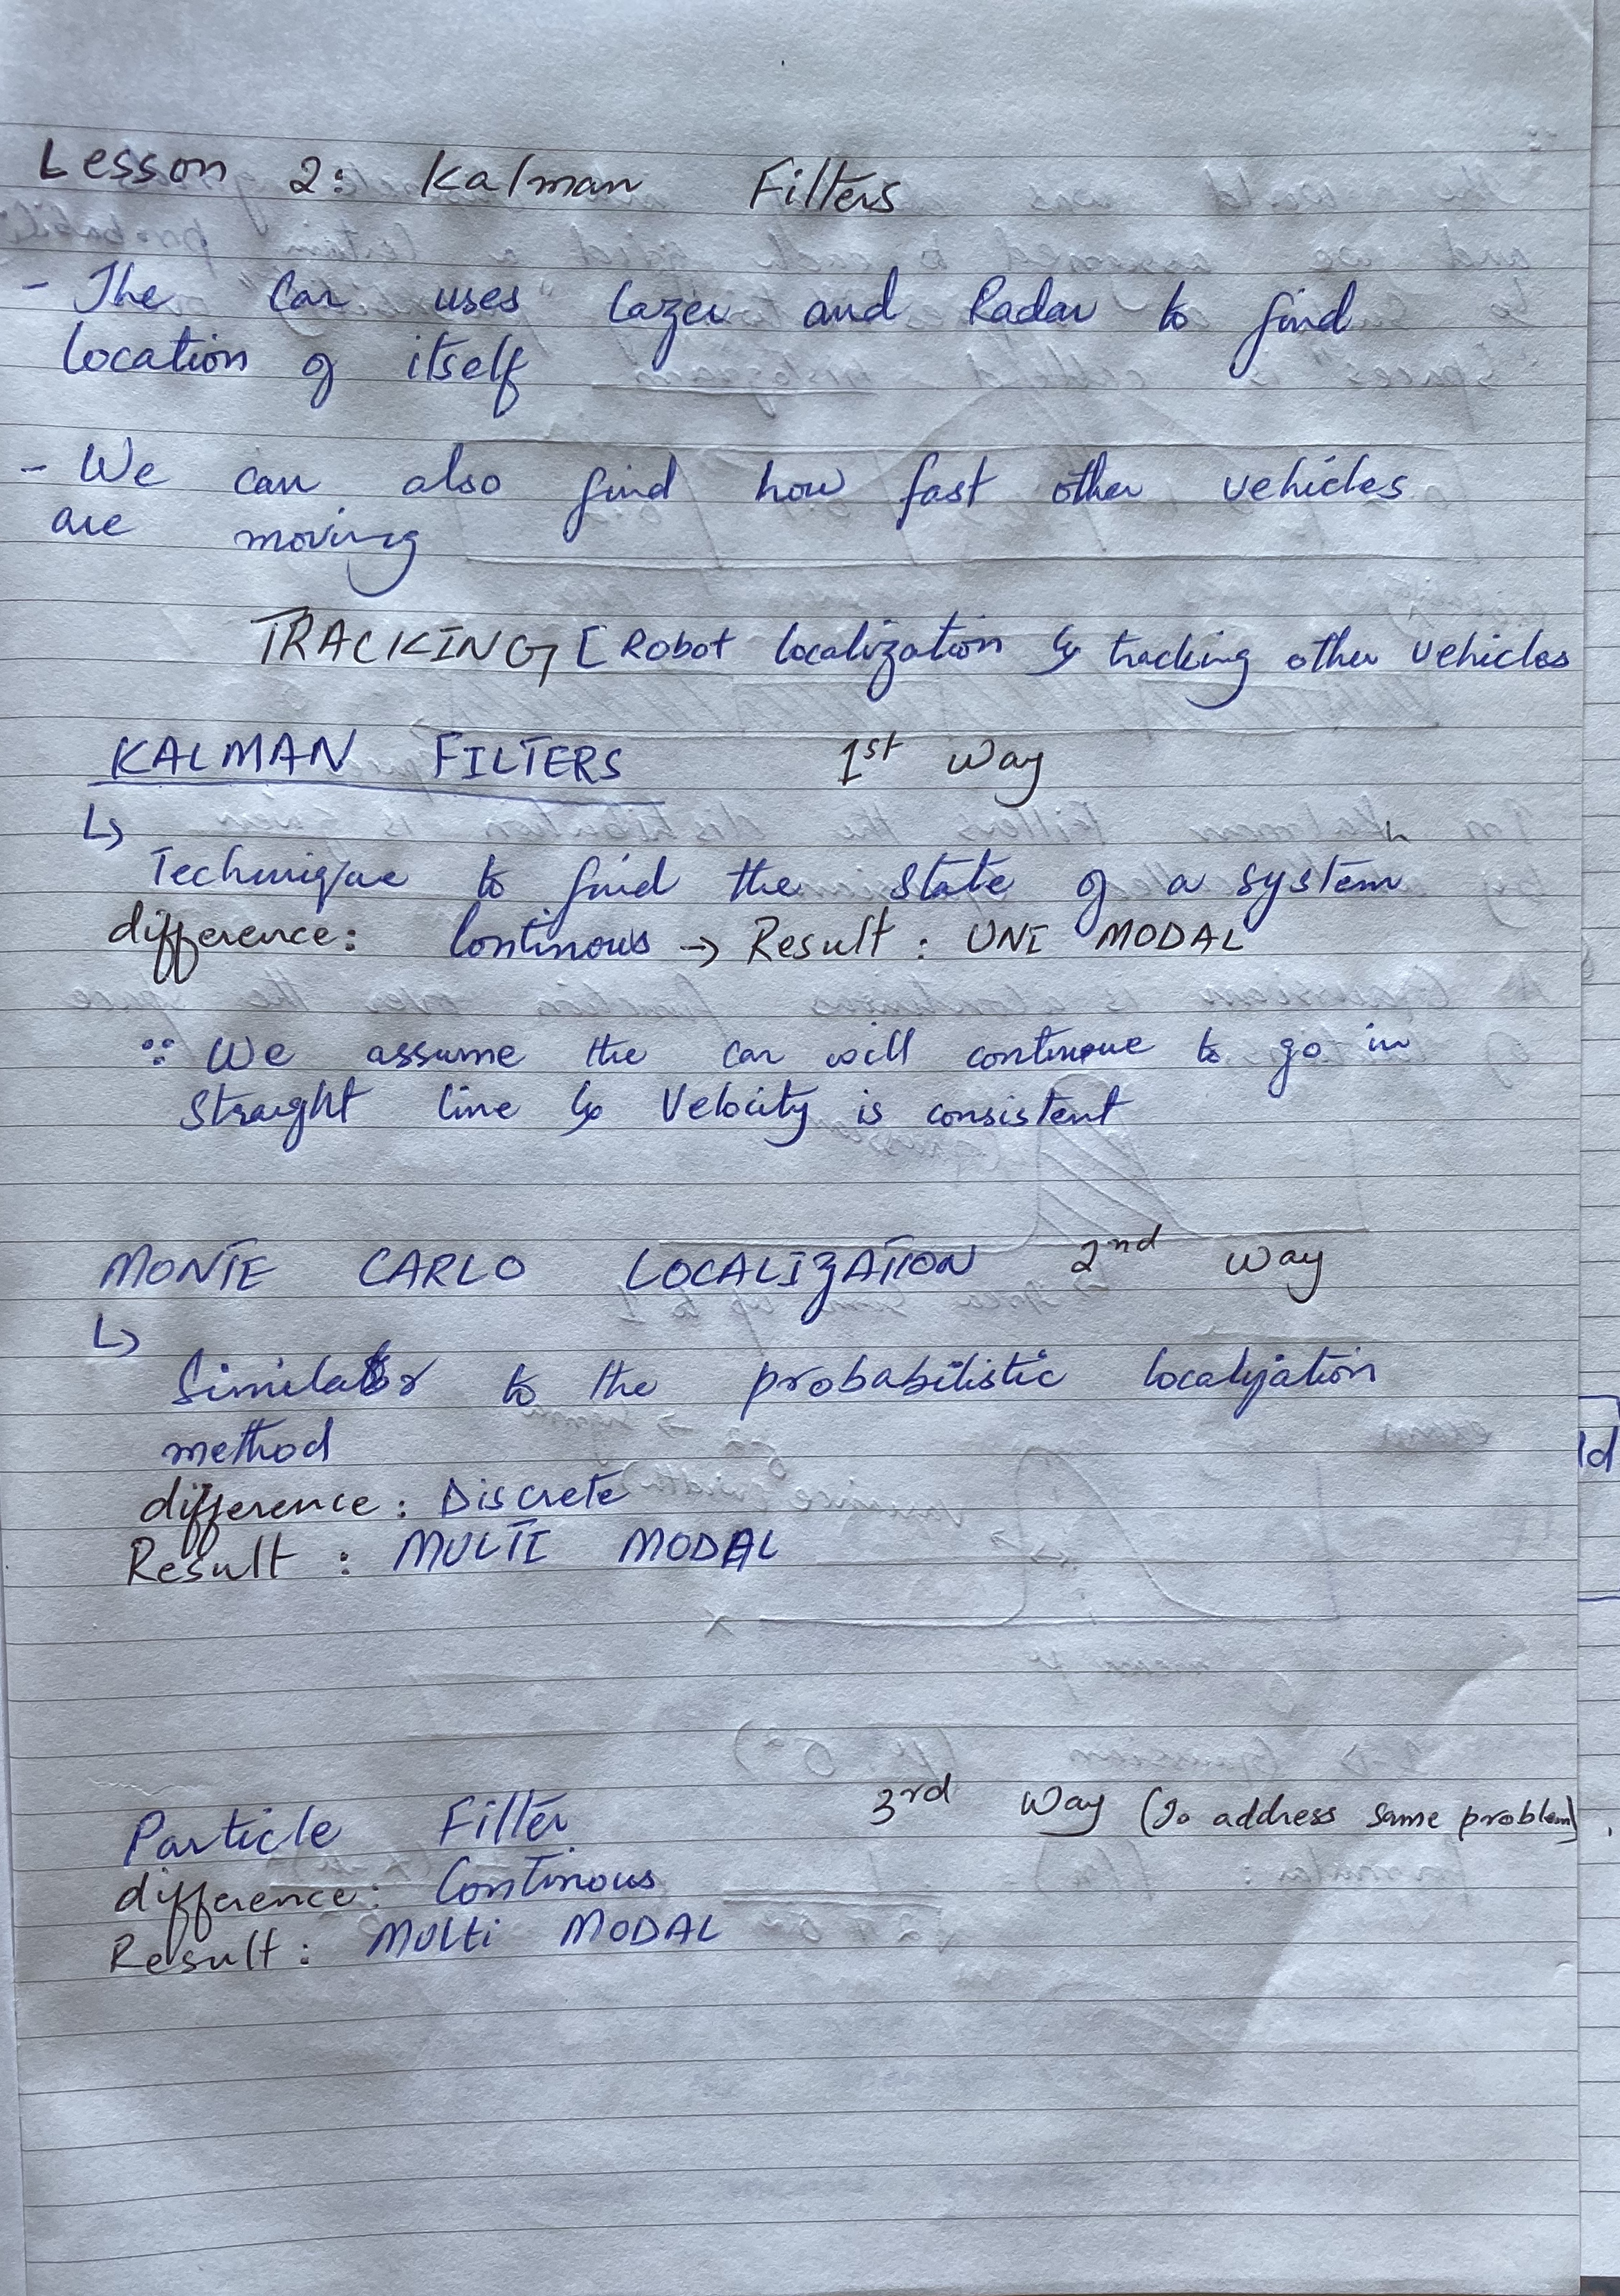 Lesson 2: Kalman Filters
- The Car uses Lazer and Radar to find
location of itself
- We can also find how fast other vehicles
are moving
TRACKING [ Robot localization & tracking other vehicles
KALMAN FILTERS 1st Way
↳
Technique to find the state of a system
difference: Continous → Result : UNI MODAL
∵ We assume the car will continue to go in
straight line & Velocity is consistent
MONTE CARLO LOCALIZATION 2nd Way
↳
Similar to the probabilistic localization
method
difference: Discrete
Result : MULTI MODAL
Particle Filter 3rd Way (To address same problem)
difference: Continous
Result: Multi MODAL